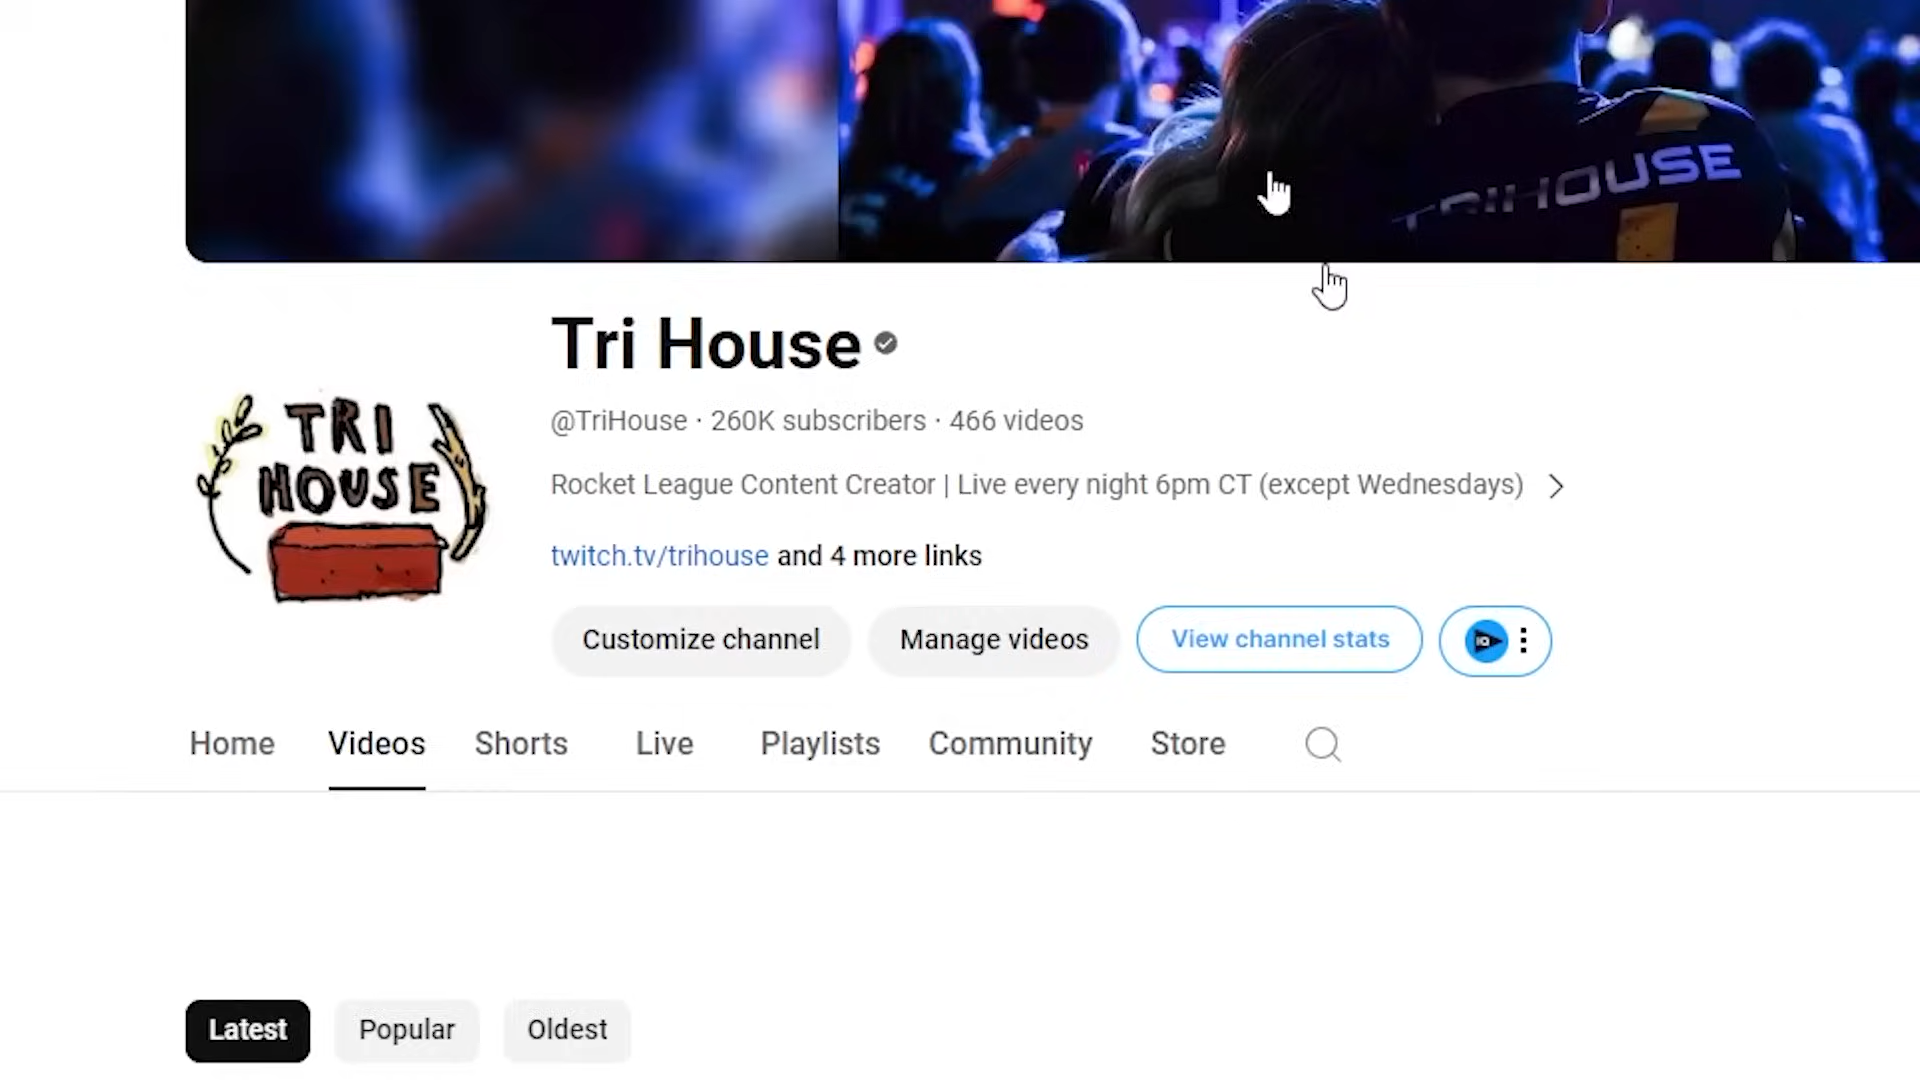 TRIHOUSE
Tri House
TRI
HOUSE
@TriHouse · 260K subscribers · 466 videos
Rocket League Content Creator | Live every night 6pm CT (except Wednesdays)
twitch.tv/trihouse and 4 more links
Customize channel
Manage videos
View channel stats
IQ
Home
Videos
Shorts
Live
Playlists
Community
Store
Latest
Popular
Oldest